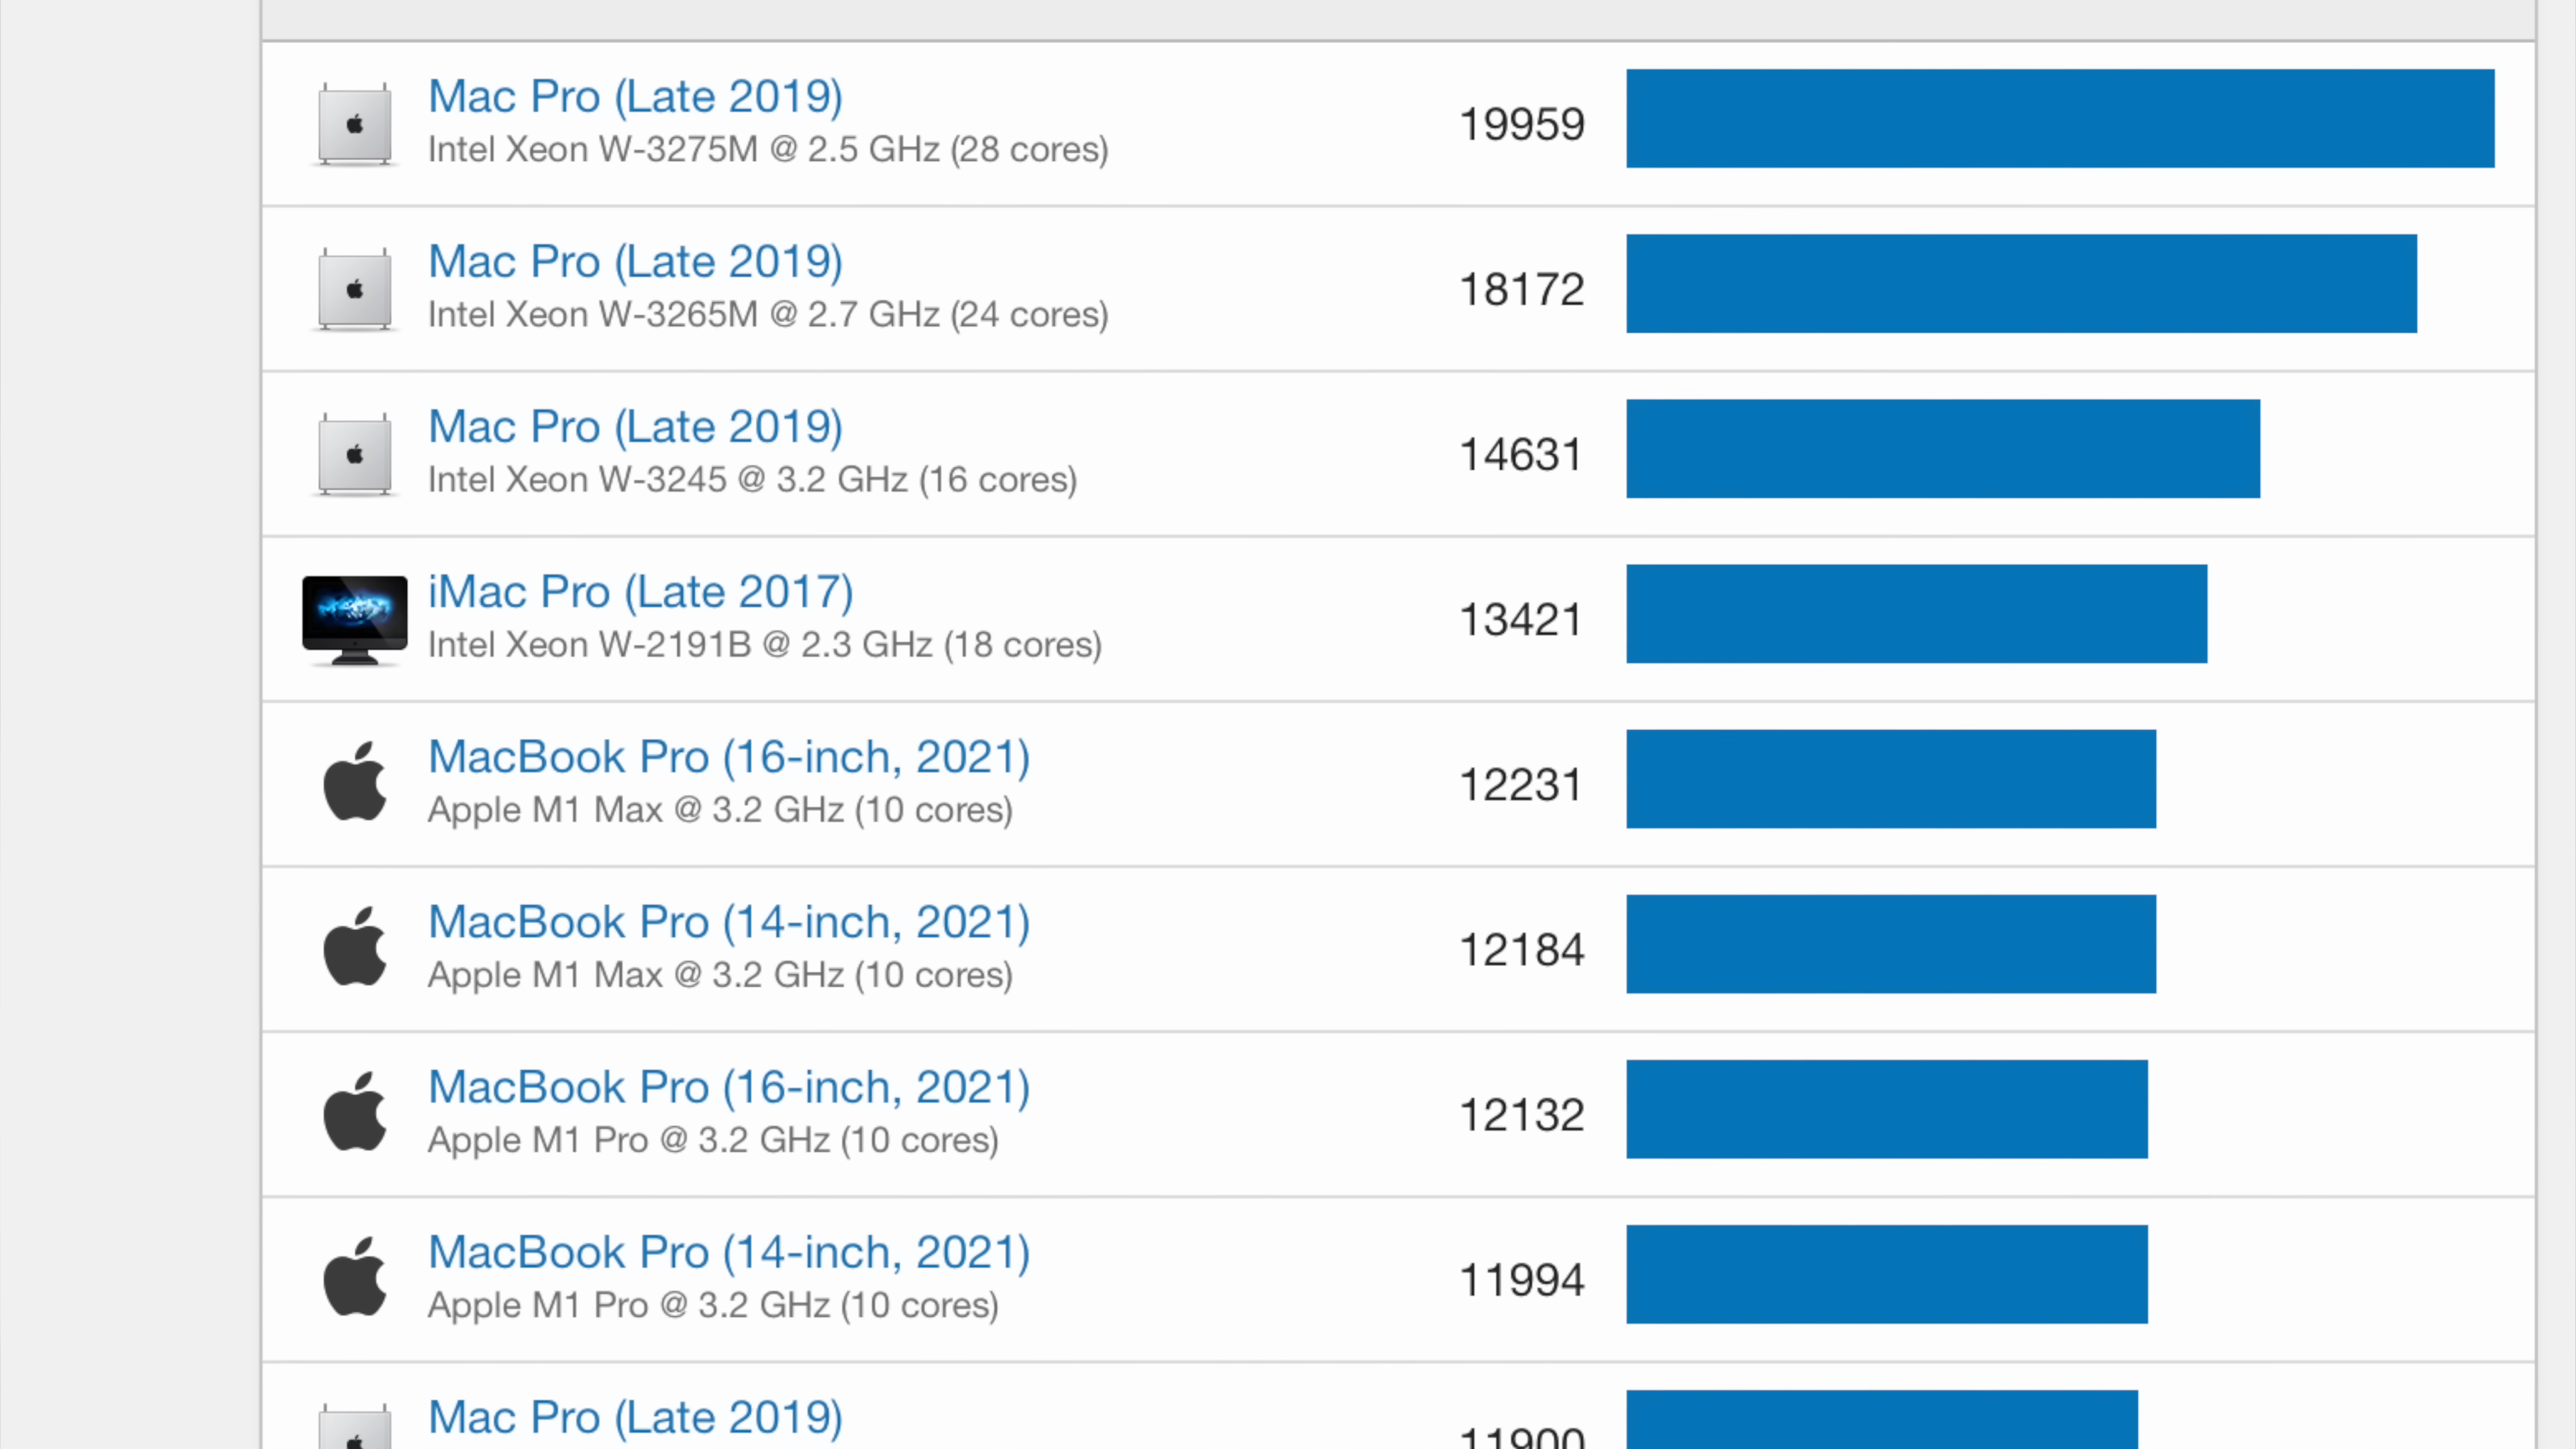 Mac Pro (Late 2019)
Intel Xeon W-3275M @ 2.5 GHz (28 cores)
19959
Mac Pro (Late 2019)
Intel Xeon W-3265M @ 2.7 GHz (24 cores)
18172
Mac Pro (Late 2019)
Intel Xeon W-3245 @ 3.2 GHz (16 cores)
14631
iMac Pro (Late 2017)
Intel Xeon W-2191B @ 2.3 GHz (18 cores)
13421
MacBook Pro (16-inch, 2021)
Apple M1 Max @ 3.2 GHz (10 cores)
12231
MacBook Pro (14-inch, 2021)
Apple M1 Max @ 3.2 GHz (10 cores)
12184
MacBook Pro (16-inch, 2021)
Apple M1 Pro @ 3.2 GHz (10 cores)
12132
MacBook Pro (14-inch, 2021)
Apple M1 Pro @ 3.2 GHz (10 cores)
11994
Mac Pro (Late 2019)
11900